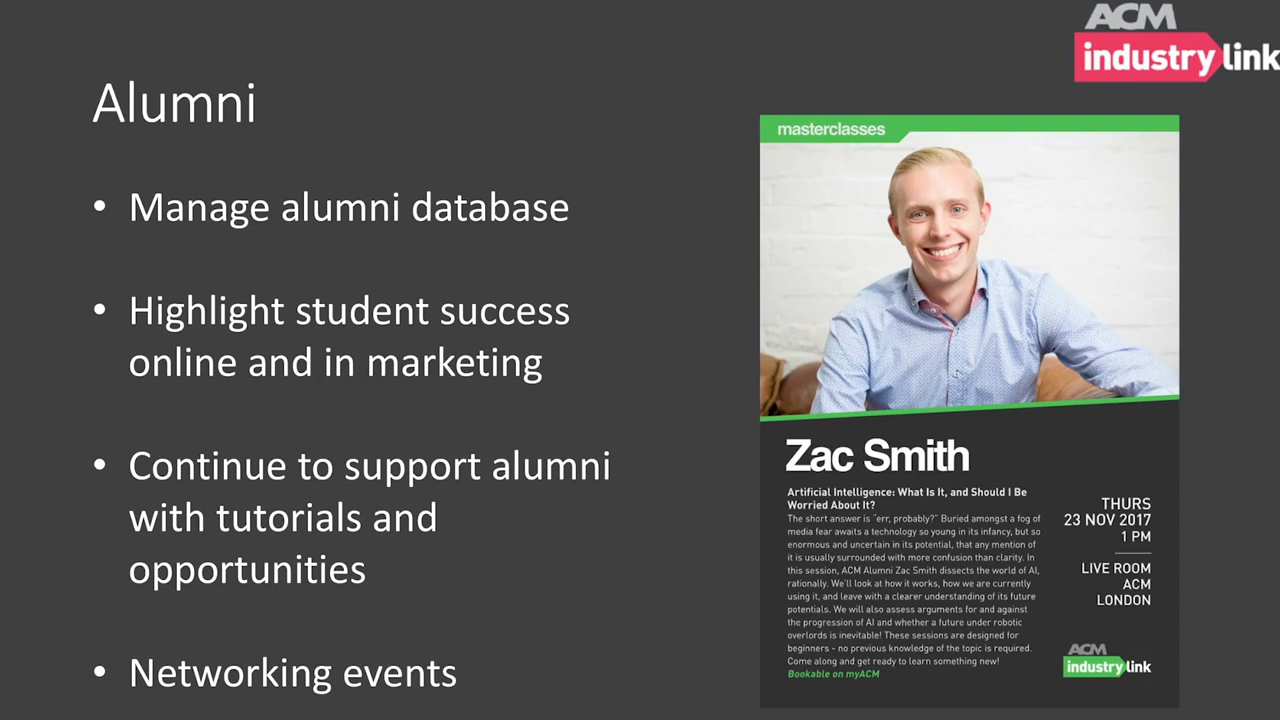 ACM
industry link
Alumni
• Manage alumni database
• Highlight student success
online and in marketing
• Continue to support alumni
with tutorials and
opportunities
• Networking events
masterclasses
Zac Smith
Artificial Intelligence: What Is It, and Should I Be
Worried About It?
The short answer is "err, probably?" Buried amongst a fog of
media fear awaits a technology so young in its infancy, but so
enormous and uncertain in its potential, that any mention of
it is usually surrounded with more confusion than clarity. In
this session, ACM Alumni Zac Smith dissects the world of AI,
rationally. We'll look at how it works, how we are currently
using it, and leave with a clearer understanding of its future
potentials. We will also assess arguments for and against
the progression of AI and whether a future under robotic
overlords is inevitable! These sessions are designed for
beginners - no previous knowledge of the topic is required.
Come along and get ready to learn something new!
Bookable on myACM
THURS
23 NOV 2017
1 PM
LIVE ROOM
ACM
LONDON
ACM
industry link